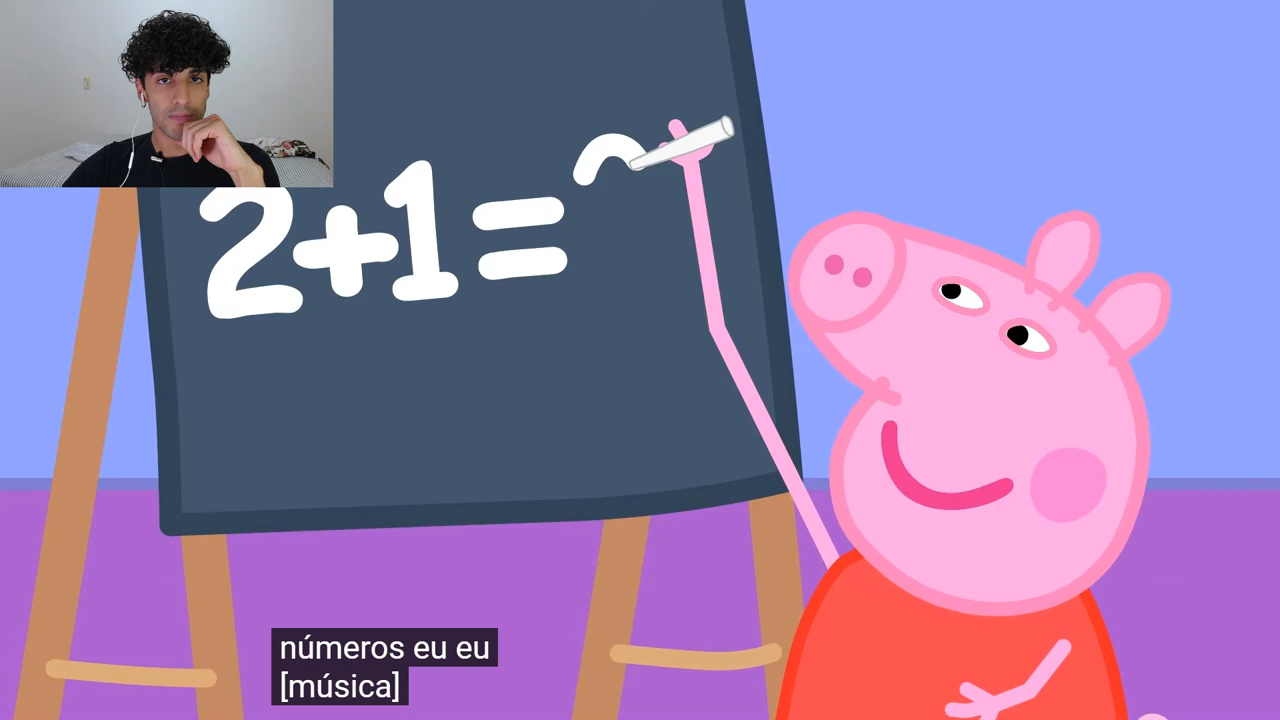 2+1=
números eu eu
[música]